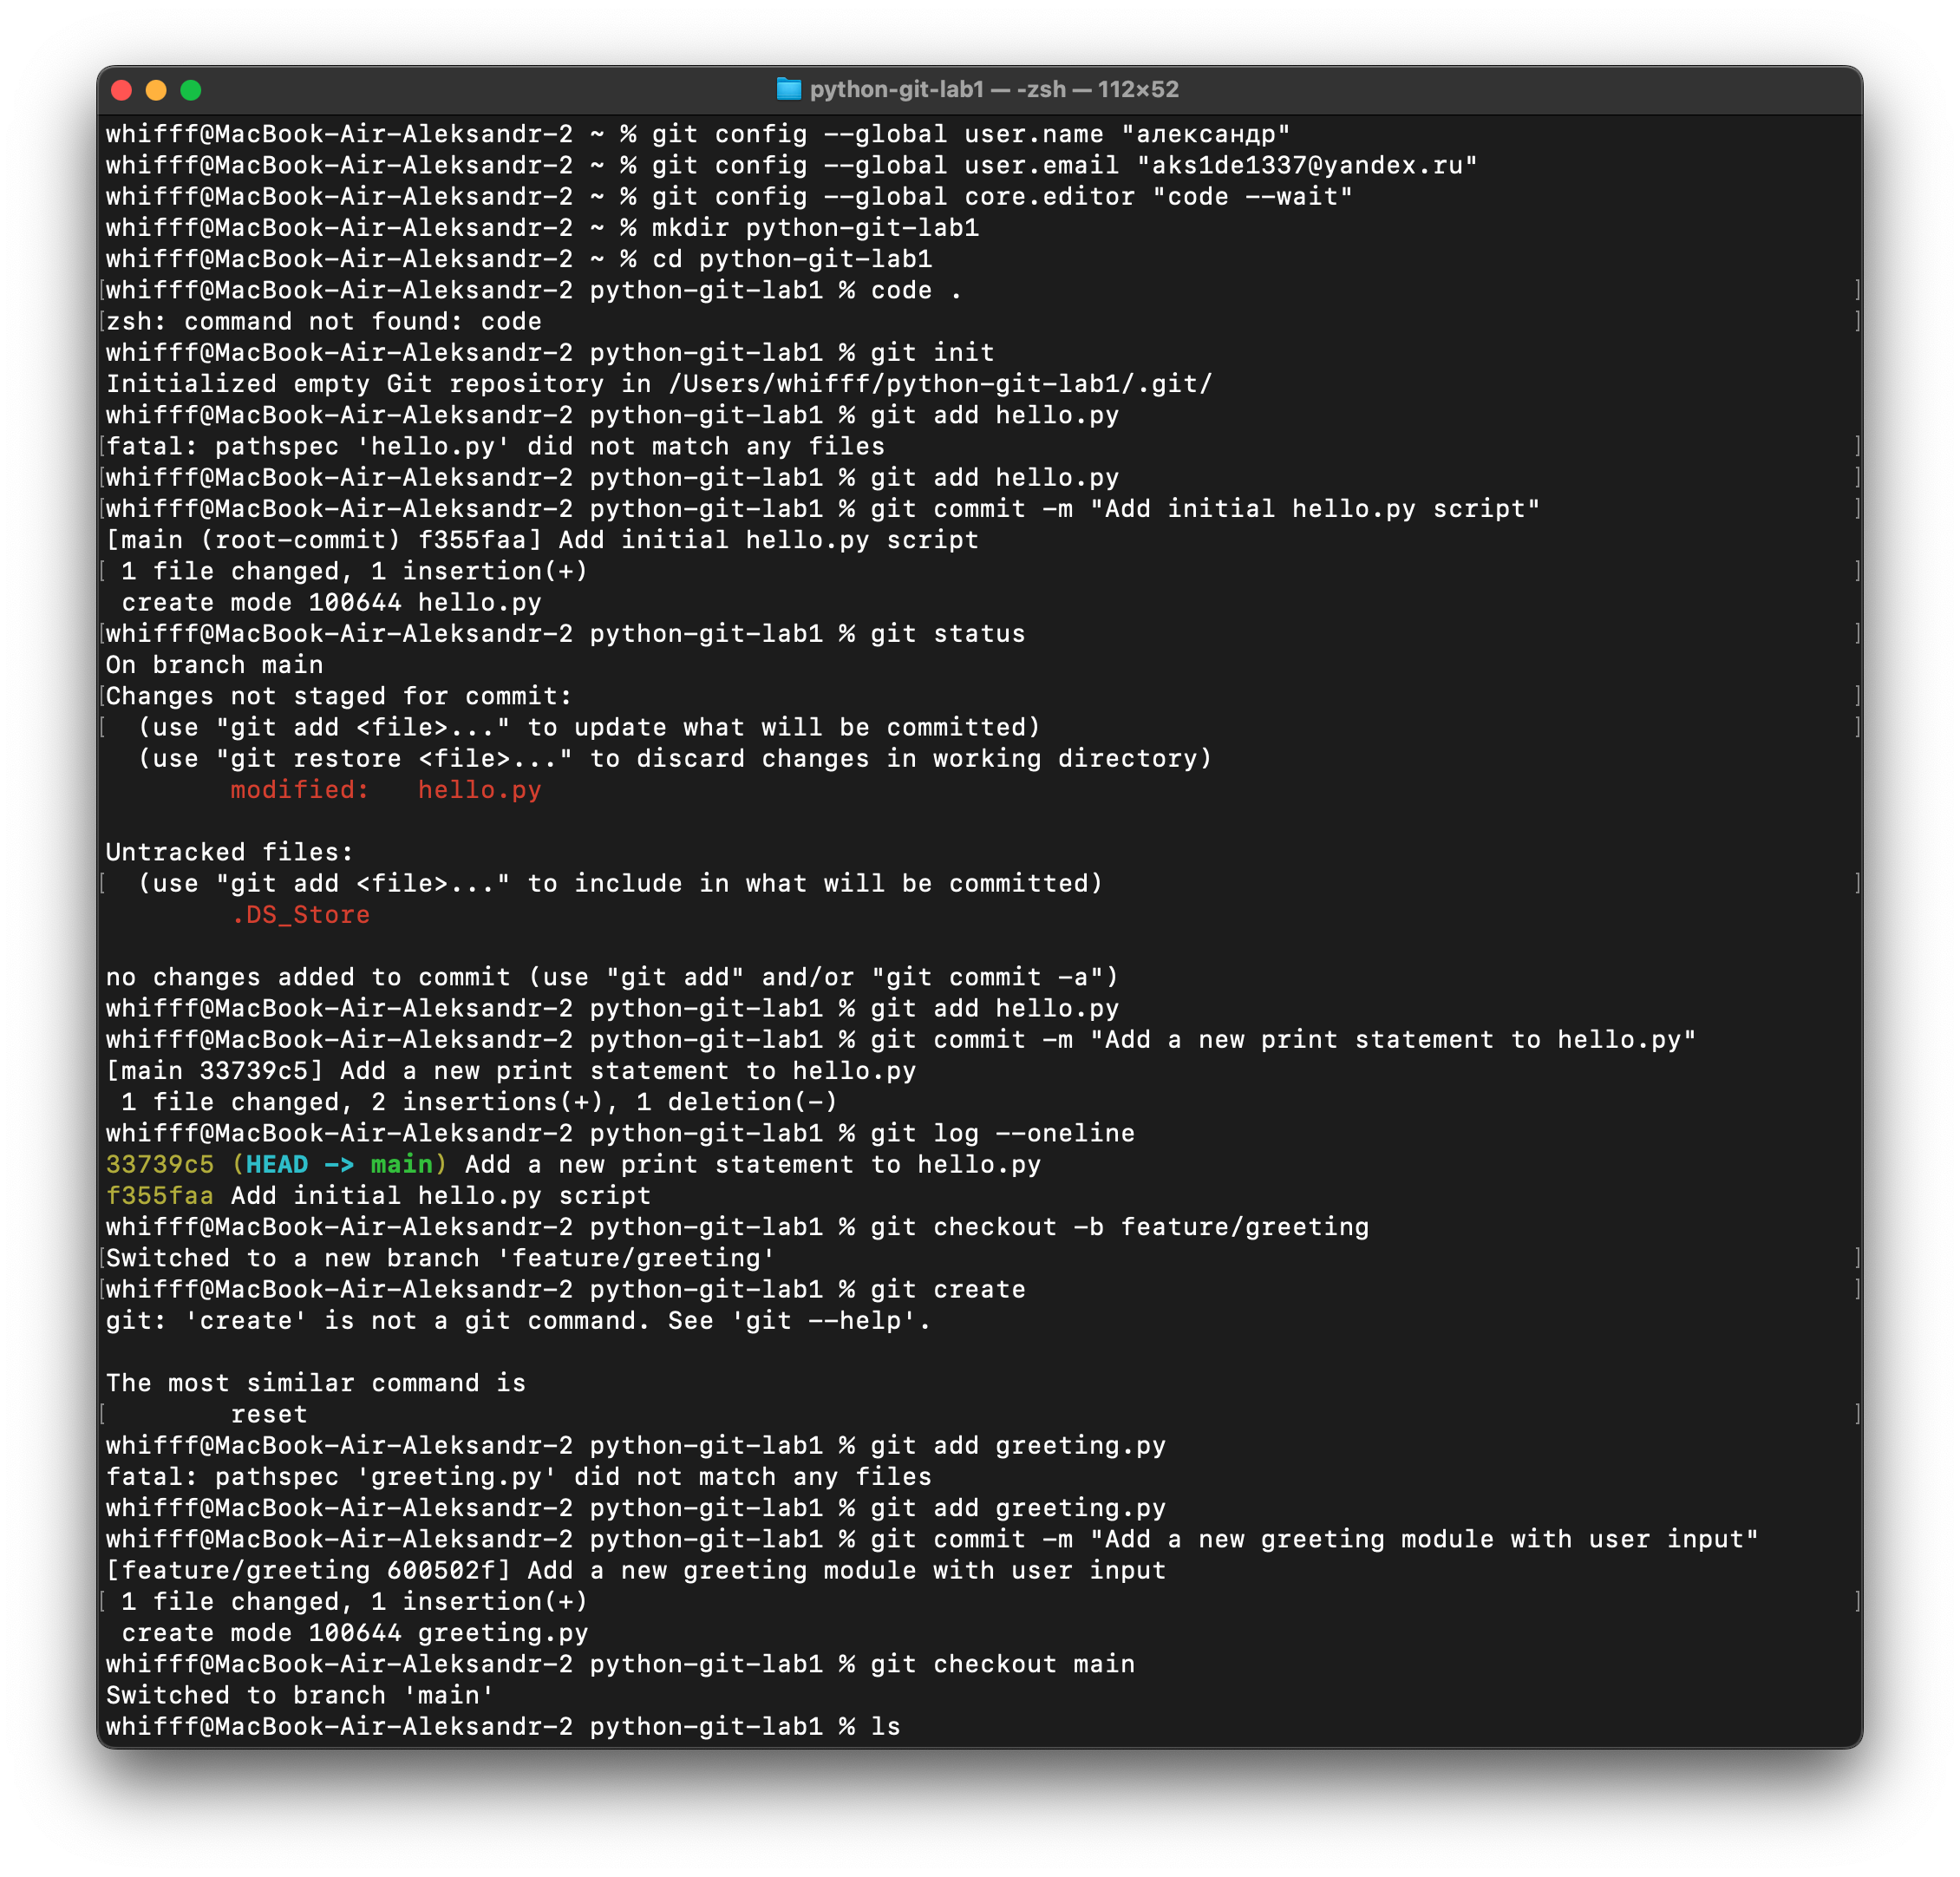 python-git-lab1 — -zsh — 112×52
whifff@MacBook-Air-Aleksandr-2 ~ % git config --global user.name "александр"
whifff@MacBook-Air-Aleksandr-2 ~ % git config --global user.email "aks1de1337@yandex.ru"
whifff@MacBook-Air-Aleksandr-2 ~ % git config --global core.editor "code --wait"
whifff@MacBook-Air-Aleksandr-2 ~ % mkdir python-git-lab1
whifff@MacBook-Air-Aleksandr-2 ~ % cd python-git-lab1
[whifff@MacBook-Air-Aleksandr-2 python-git-lab1 % code . ]
[zsh: command not found: code ]
whifff@MacBook-Air-Aleksandr-2 python-git-lab1 % git init
Initialized empty Git repository in /Users/whifff/python-git-lab1/.git/
whifff@MacBook-Air-Aleksandr-2 python-git-lab1 % git add hello.py
[fatal: pathspec 'hello.py' did not match any files ]
[whifff@MacBook-Air-Aleksandr-2 python-git-lab1 % git add hello.py ]
[whifff@MacBook-Air-Aleksandr-2 python-git-lab1 % git commit -m "Add initial hello.py script" ]
[main (root-commit) f355faa] Add initial hello.py script
[ 1 file changed, 1 insertion(+) ]
 create mode 100644 hello.py
[whifff@MacBook-Air-Aleksandr-2 python-git-lab1 % git status ]
On branch main
[Changes not staged for commit: ]
[  (use "git add <file>..." to update what will be committed) ]
  (use "git restore <file>..." to discard changes in working directory)
        modified:   hello.py

Untracked files:
[  (use "git add <file>..." to include in what will be committed) ]
        .DS_Store

no changes added to commit (use "git add" and/or "git commit -a")
whifff@MacBook-Air-Aleksandr-2 python-git-lab1 % git add hello.py
whifff@MacBook-Air-Aleksandr-2 python-git-lab1 % git commit -m "Add a new print statement to hello.py"
[main 33739c5] Add a new print statement to hello.py
 1 file changed, 2 insertions(+), 1 deletion(-)
whifff@MacBook-Air-Aleksandr-2 python-git-lab1 % git log --oneline
33739c5 (HEAD -> main) Add a new print statement to hello.py
f355faa Add initial hello.py script
whifff@MacBook-Air-Aleksandr-2 python-git-lab1 % git checkout -b feature/greeting
[Switched to a new branch 'feature/greeting' ]
[whifff@MacBook-Air-Aleksandr-2 python-git-lab1 % git create ]
git: 'create' is not a git command. See 'git --help'.

The most similar command is
[        reset ]
whifff@MacBook-Air-Aleksandr-2 python-git-lab1 % git add greeting.py
fatal: pathspec 'greeting.py' did not match any files
whifff@MacBook-Air-Aleksandr-2 python-git-lab1 % git add greeting.py
whifff@MacBook-Air-Aleksandr-2 python-git-lab1 % git commit -m "Add a new greeting module with user input"
[feature/greeting 600502f] Add a new greeting module with user input
[ 1 file changed, 1 insertion(+) ]
 create mode 100644 greeting.py
whifff@MacBook-Air-Aleksandr-2 python-git-lab1 % git checkout main
Switched to branch 'main'
whifff@MacBook-Air-Aleksandr-2 python-git-lab1 % ls